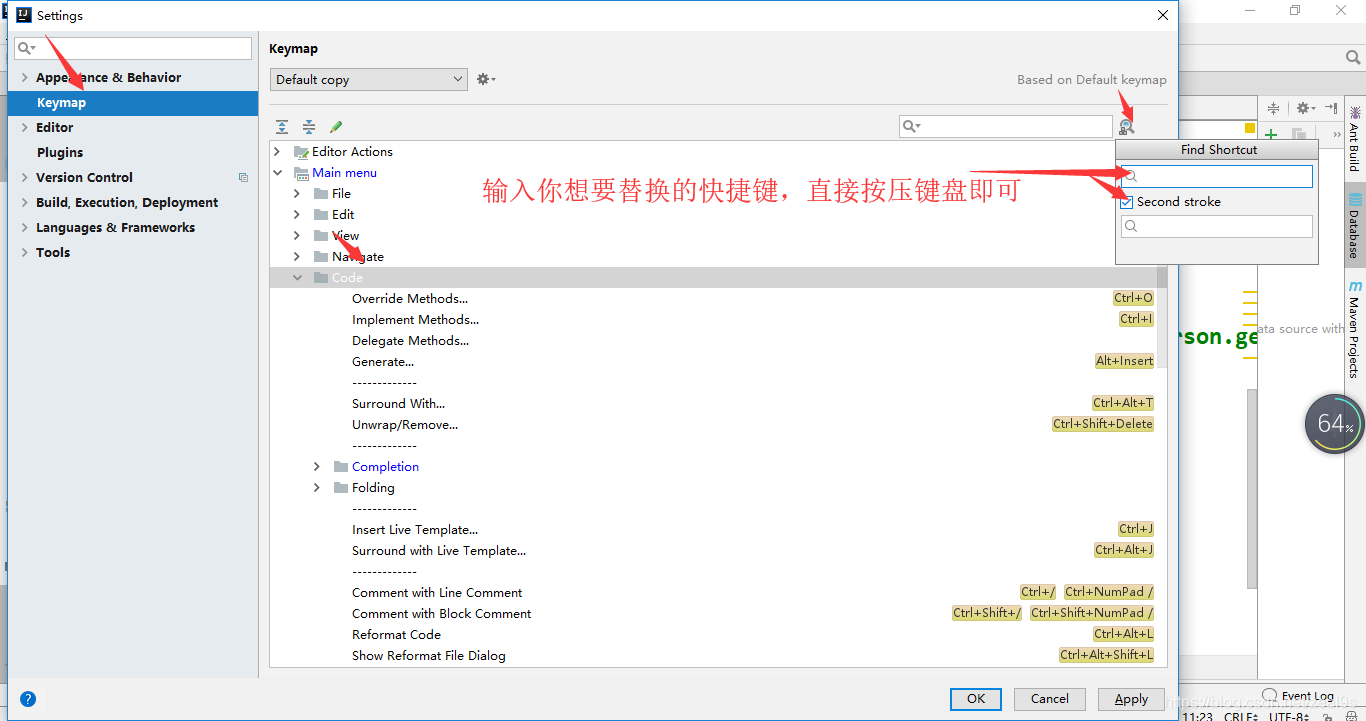 Settings
Appearance & Behavior
Keymap
Editor
Plugins
Version Control
Build, Execution, Deployment
Languages & Frameworks
Tools
Keymap
Default copy
Based on Default keymap
Find Shortcut
Second stroke
输入你想要替换的快捷键，直接按压键盘即可
Editor Actions
Main menu
File
Edit
View
Navigate
Code
Override Methods... Ctrl+O
Implement Methods... Ctrl+I
Delegate Methods...
Generate... Alt+Insert
-------------
Surround With... Ctrl+Alt+T
Unwrap/Remove... Ctrl+Shift+Delete
-------------
Completion
Folding
-------------
Insert Live Template... Ctrl+J
Surround with Live Template... Ctrl+Alt+J
-------------
Comment with Line Comment Ctrl+/ Ctrl+NumPad /
Comment with Block Comment Ctrl+Shift+/ Ctrl+Shift+NumPad /
Reformat Code Ctrl+Alt+L
Show Reformat File Dialog Ctrl+Alt+Shift+L
?
OK
Cancel
Apply
Ant Build
Database
m
Maven Projects
ata source with
rson.ge
64%
Event Log
11:23 CRLF UTF-8